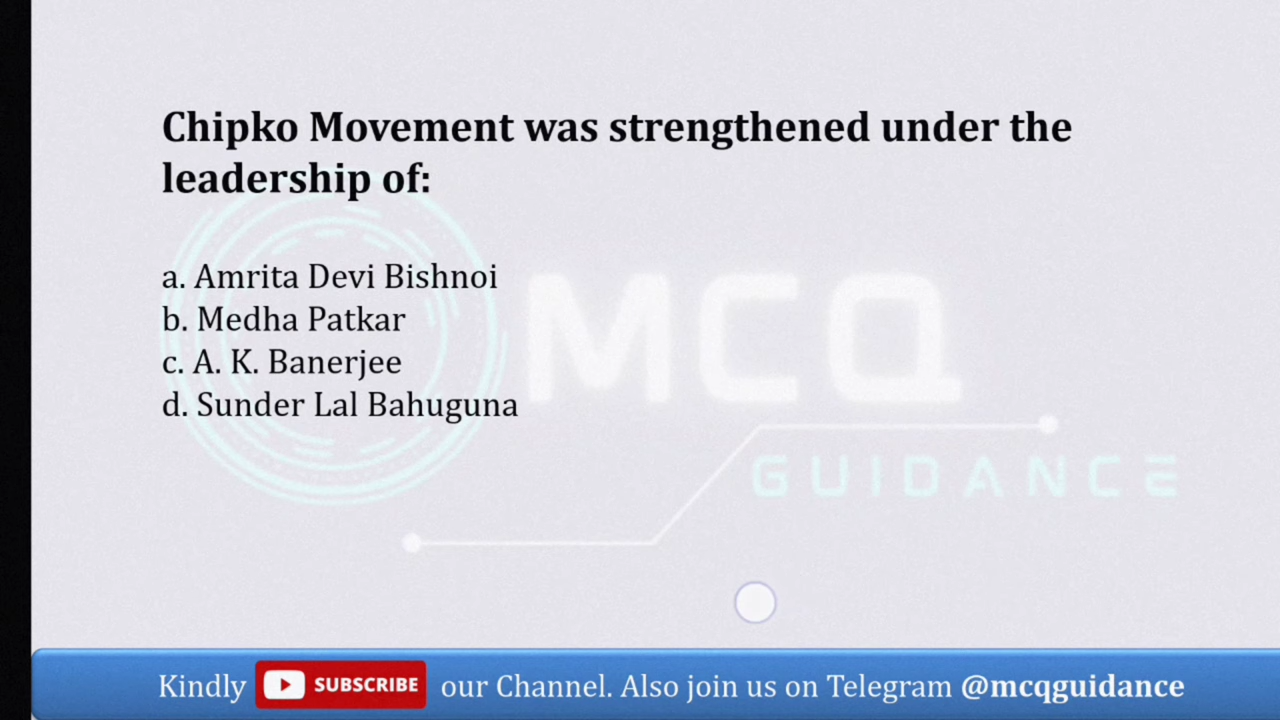 Chipko Movement was strengthened under the
leadership of:
a. Amrita Devi Bishnoi
b. Medha Patkar
c. A. K. Banerjee
d. Sunder Lal Bahuguna
MCQ
GUIDANCE
Kindly SUBSCRIBE our Channel. Also join us on Telegram @mcqguidance